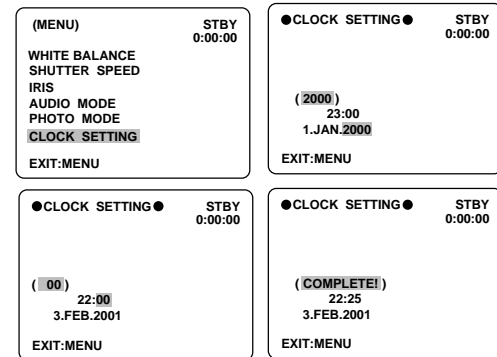 (MENU) STBY
0:00:00
WHITE BALANCE
SHUTTER SPEED
IRIS
AUDIO MODE
PHOTO MODE
CLOCK SETTING
EXIT:MENU
●CLOCK SETTING● STBY
0:00:00
( 2000 )
23:00
1.JAN.2000
EXIT:MENU
●CLOCK SETTING● STBY
0:00:00
( 00 )
22:00
3.FEB.2001
EXIT:MENU
●CLOCK SETTING● STBY
0:00:00
( COMPLETE! )
22:25
3.FEB.2001
EXIT:MENU